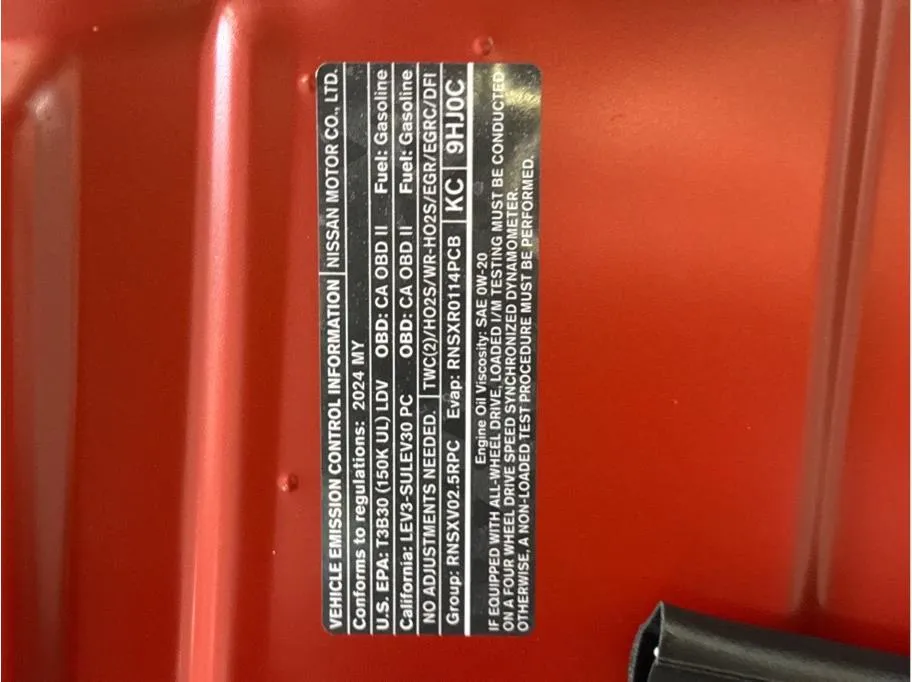 VEHICLE EMISSION CONTROL INFORMATION NISSAN MOTOR CO., LTD.
Conforms to regulations: 2024 MY
U.S. EPA: T3B30 (150K UL) LDV OBD: CA OBD II Fuel: Gasoline
California: LEV3-SULEV30 PC OBD: CA OBD II Fuel: Gasoline
NO ADJUSTMENTS NEEDED. TWC(2)/HO2S/WR-HO2S/EGR/EGRC/DFI
Group: RNSXV02.5RPC Evap: RNSXR0114PCB KC 9HJ0C
Engine Oil Viscosity: SAE 0W-20
IF EQUIPPED WITH ALL-WHEEL DRIVE, LOADED I/M TESTING MUST BE CONDUCTED
ON A FOUR WHEEL DRIVE SPEED SYNCHRONIZED DYNAMOMETER.
OTHERWISE, A NON-LOADED TEST PROCEDURE MUST BE PERFORMED.